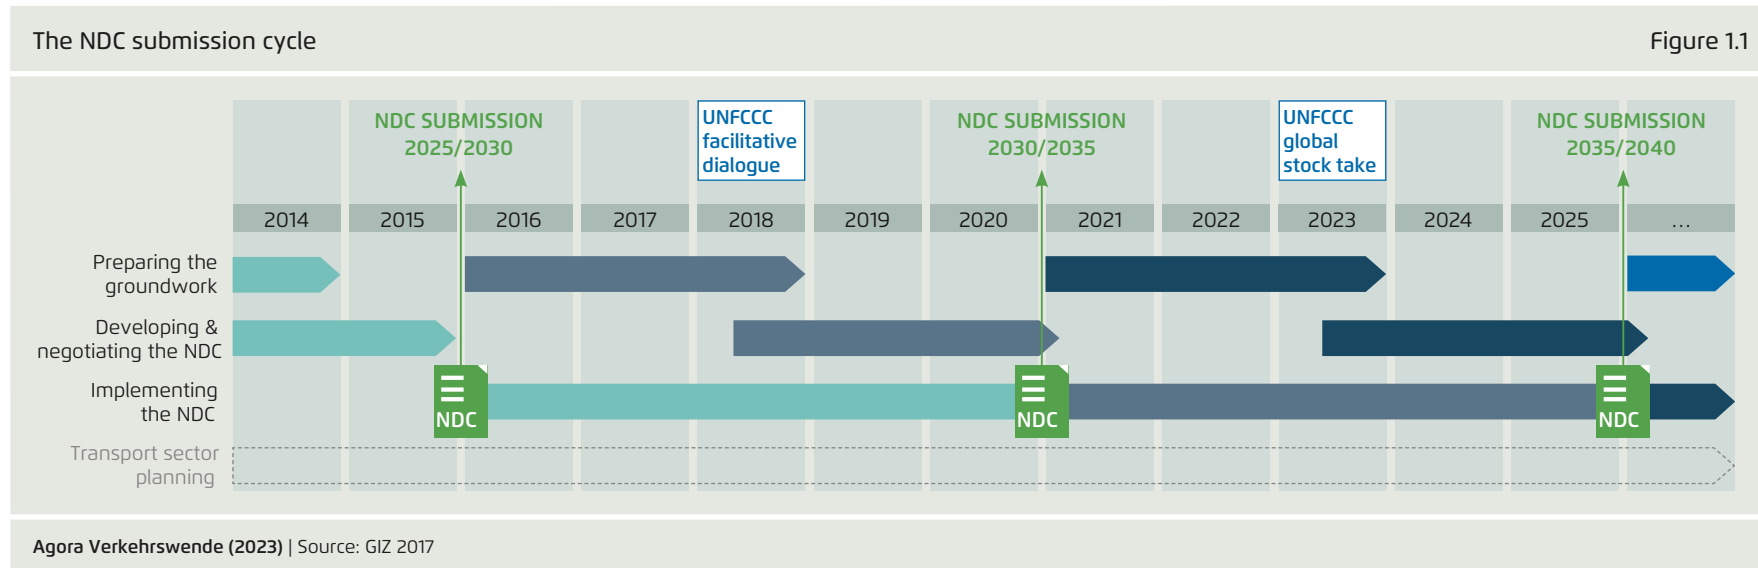 The NDC submission cycle
Figure 1.1
NDC SUBMISSION
2025/2030
UNFCCC
facilitative
dialogue
NDC SUBMISSION
2030/2035
UNFCCC
global
stock take
NDC SUBMISSION
2035/2040
2014 2015 2016 2017 2018 2019 2020 2021 2022 2023 2024 2025 ...
Preparing the
groundwork
Developing &
negotiating the NDC
Implementing
the NDC
NDC NDC NDC
Transport sector
planning
Agora Verkehrswende (2023) | Source: GIZ 2017